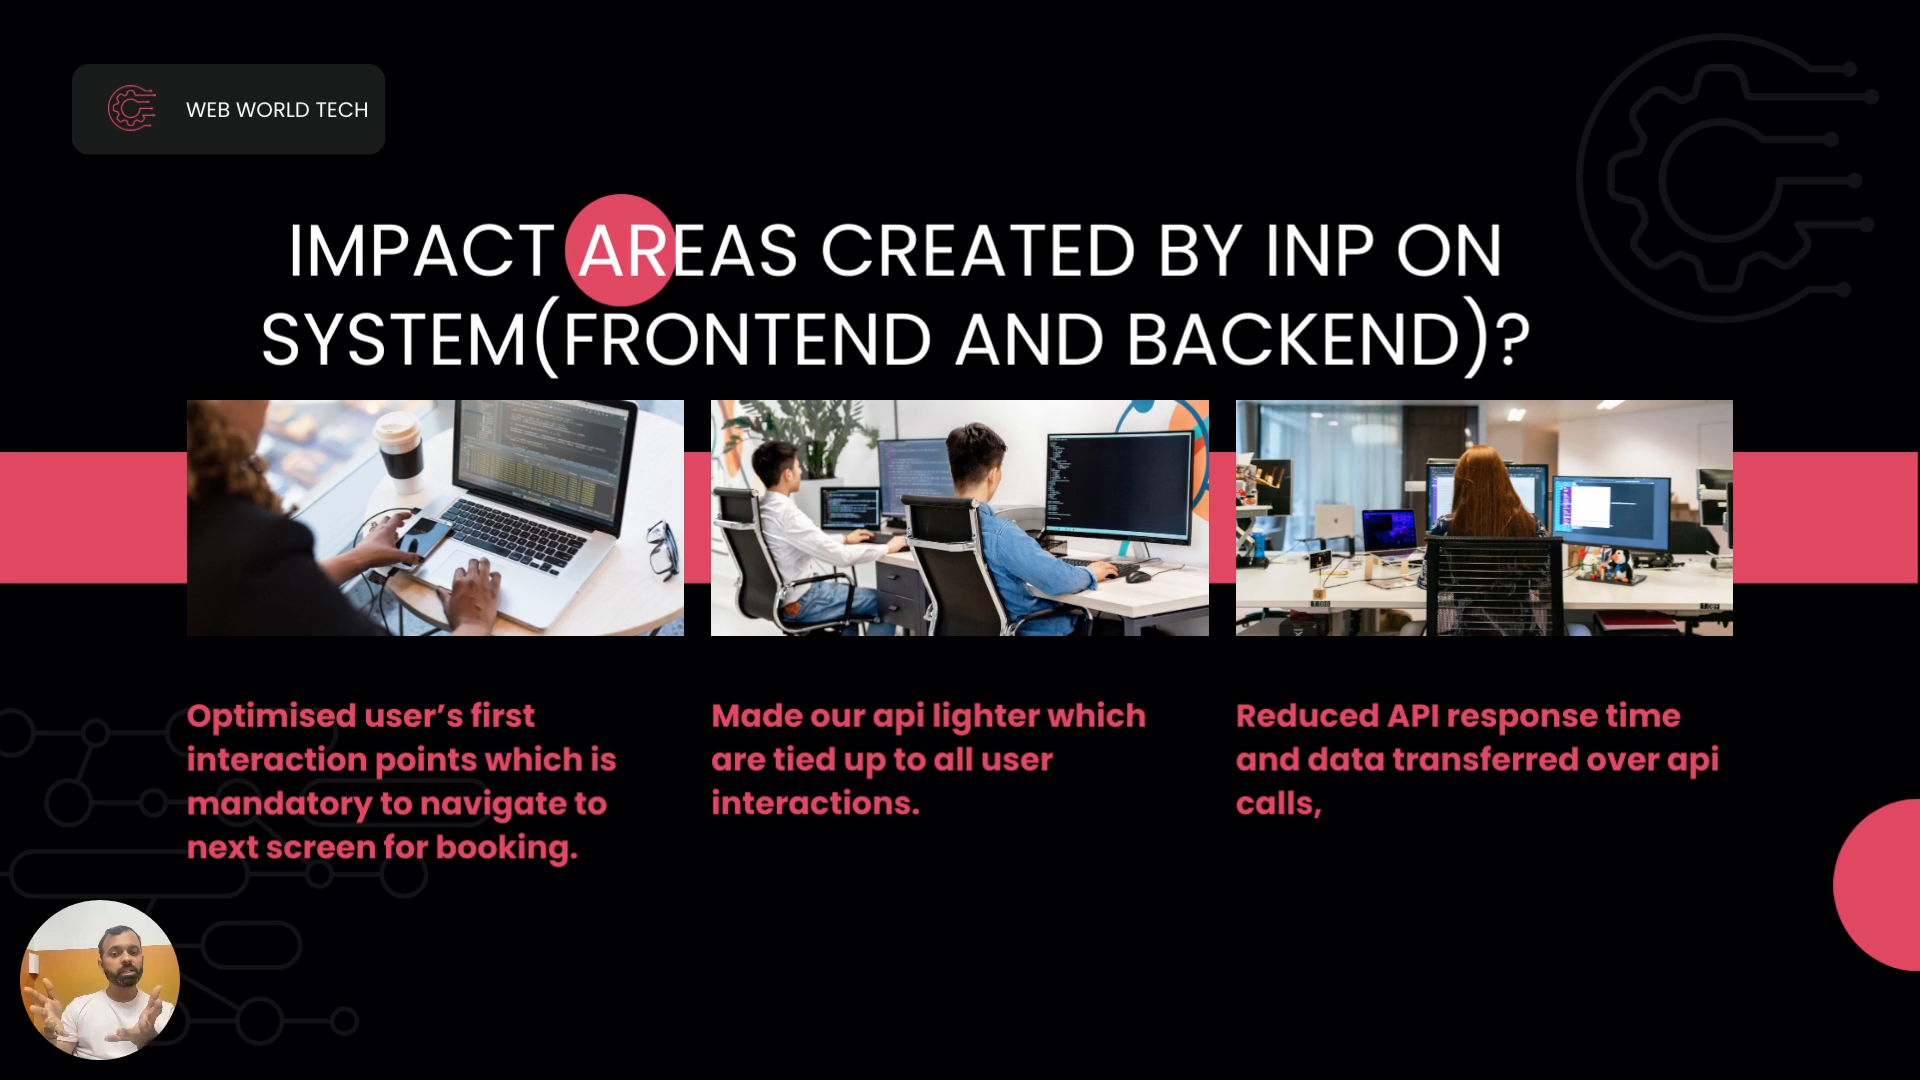 WEB WORLD TECH
IMPACT AREAS CREATED BY INP ON
SYSTEM(FRONTEND AND BACKEND)?
Optimised user’s first
interaction points which is
mandatory to navigate to
next screen for booking.
Made our api lighter which
are tied up to all user
interactions.
Reduced API response time
and data transferred over api
calls,